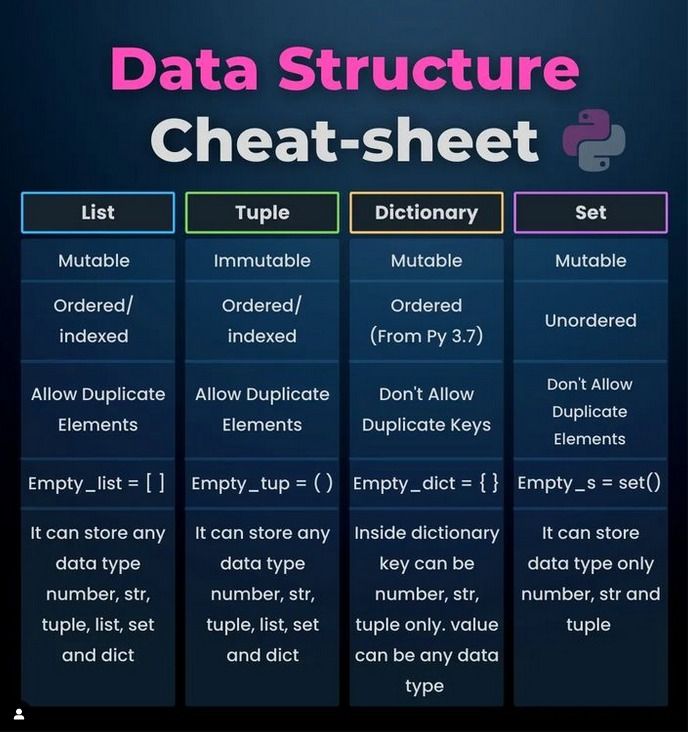 Data Structure
Cheat-sheet
List
Mutable
Ordered/
indexed
Allow Duplicate
Elements
Empty_list = [ ]
It can store any
data type
number, str,
tuple, list, set
and dict
Tuple
Immutable
Ordered/
indexed
Allow Duplicate
Elements
Empty_tup = ( )
It can store any
data type
number, str,
tuple, list, set
and dict
Dictionary
Mutable
Ordered
(From Py 3.7)
Don't Allow
Duplicate Keys
Empty_dict = { }
Inside dictionary
key can be
number, str,
tuple only. value
can be any data
type
Set
Mutable
Unordered
Don't Allow
Duplicate
Elements
Empty_s = set()
It can store
data type only
number, str and
tuple